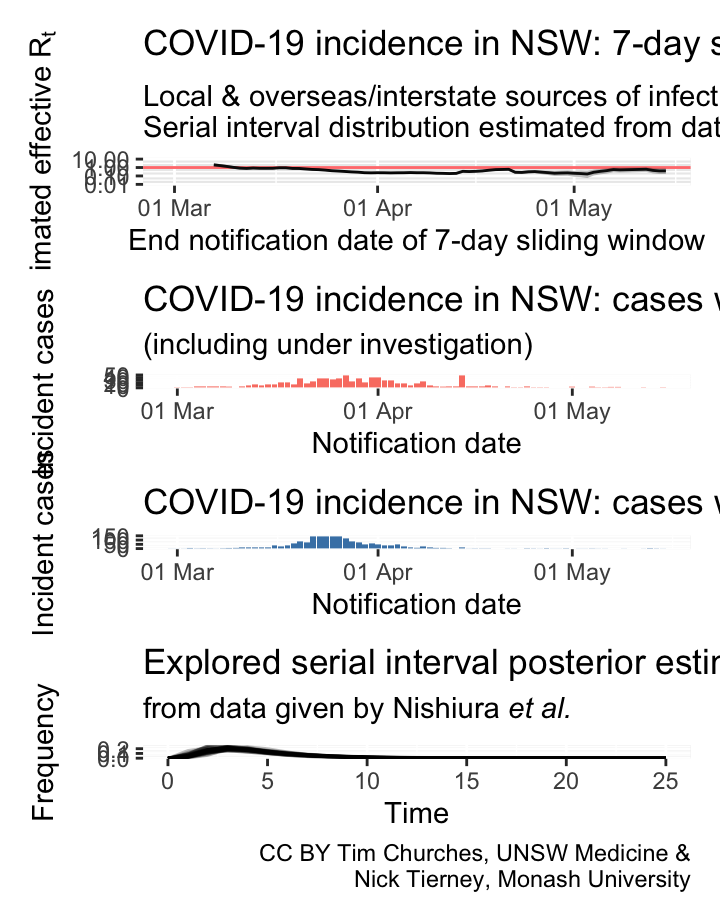 COVID-19 incidence in NSW: 7-day s
Local & overseas/interstate sources of infect
Serial interval distribution estimated from dat
imated effective Rt
10.00
0.01
01 Mar 01 Apr 01 May
End notification date of 7-day sliding window
COVID-19 incidence in NSW: cases w
(including under investigation)
Incident cases
01 Mar 01 Apr 01 May
Notification date
COVID-19 incidence in NSW: cases w
Incident cases
150
01 Mar 01 Apr 01 May
Notification date
Explored serial interval posterior estin
from data given by Nishiura et al.
Frequency
0.0
0 5 10 15 20 25
Time
CC BY Tim Churches, UNSW Medicine &
Nick Tierney, Monash University